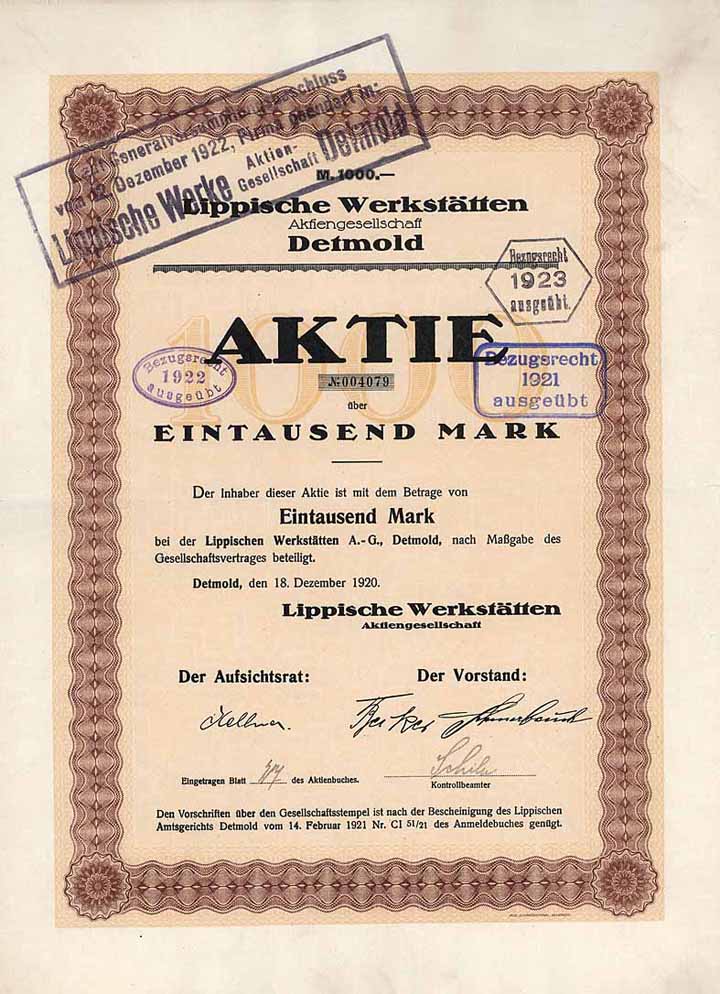 Generalversammlungsbeschluss
vom 12. Dezember 1922, Firma geändert in:
Lippische Werke Aktien-Gesellschaft Detmold
M. 1000.—
Lippische Werkstätten
Aktiengesellschaft
Detmold
Bezugsrecht
1923
ausgeübt.
1000
AKTIE
Bezugsrecht
1922
ausgeübt
Bezugsrecht
1921
ausgeübt
№ 004079
über
EINTAUSEND MARK
Der Inhaber dieser Aktie ist mit dem Betrage von
Eintausend Mark
bei der Lippischen Werkstätten A.-G., Detmold, nach Maßgabe des
Gesellschaftsvertrages beteiligt.
Detmold, den 18. Dezember 1920.
Lippische Werkstätten
Aktiengesellschaft
Der Aufsichtsrat: Der Vorstand:
Kellner.
Eingetragen Blatt des Aktienbuches.
Kontrollbeamter
Den Vorschriften über den Gesellschaftsstempel ist nach der Bescheinigung des Lippischen
Amtsgerichts Detmold vom 14. Februar 1921 Nr. CI 51/21 des Anmeldebuches genügt.